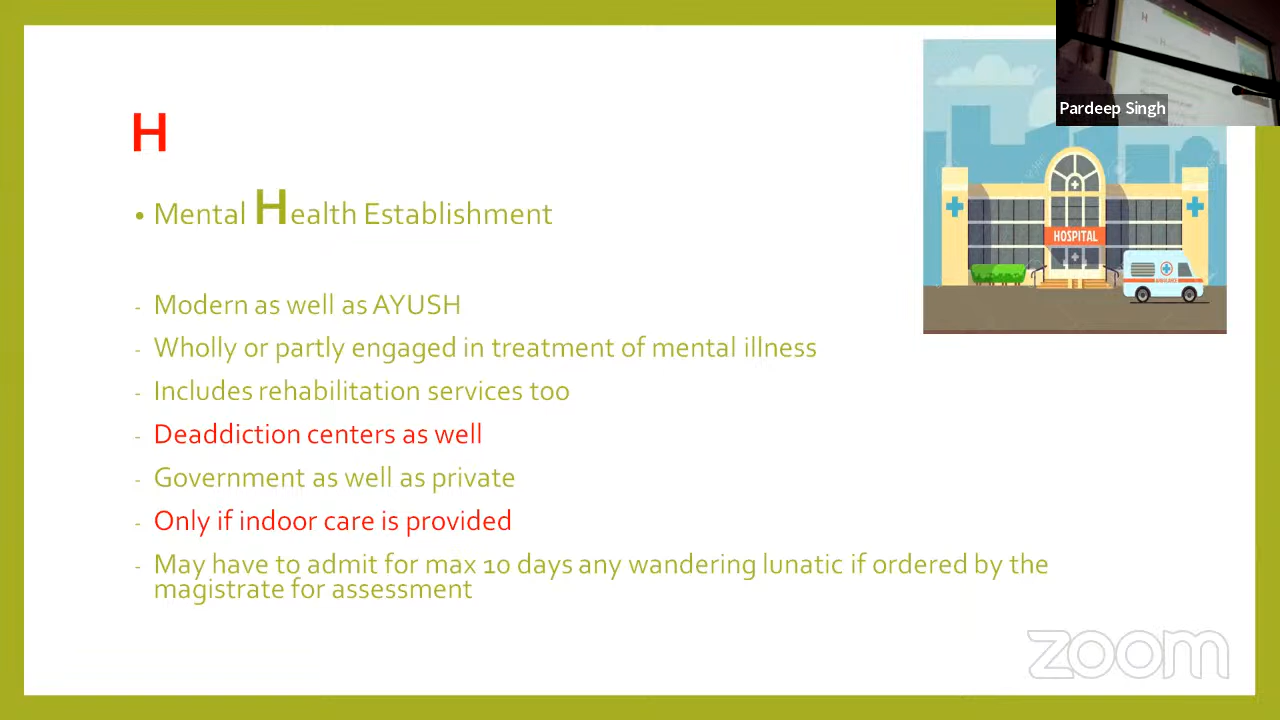 Pardeep Singh
H
• Mental Health Establishment
HOSPITAL
AMBULANCE
- Modern as well as AYUSH
- Wholly or partly engaged in treatment of mental illness
- Includes rehabilitation services too
- Deaddiction centers as well
- Government as well as private
- Only if indoor care is provided
- May have to admit for max 10 days any wandering lunatic if ordered by the
magistrate for assessment
zoom